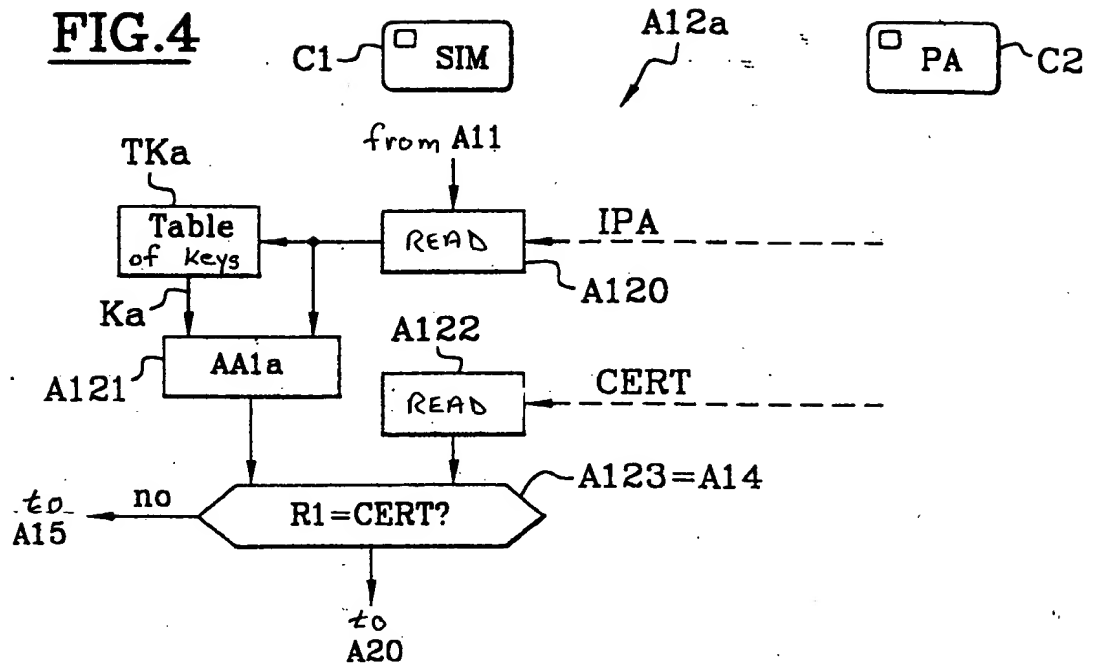 FIG.4
A12a
C1
SIM
PA
C2
from A11
TKa
Table
of keys
READ
IPA
A120
Ka
A122
A121
AA1a
READ
CERT
A123=A14
to
A15
no
R1=CERT?
to
A20